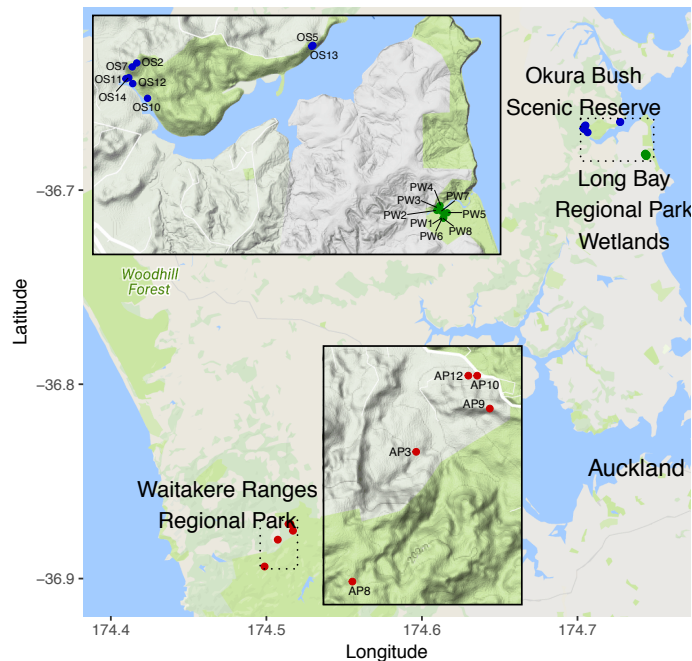 OS5
OS13
OS2
OS7
OS11
OS12
OS14
OS10
Okura Bush
Scenic Reserve
PW4
PW7
PW3
PW2
PW5
PW1
PW8
PW6
Long Bay
Regional Park
Wetlands
−36.7
Woodhill
Forest
Latitude
−36.8
AP12
AP10
AP9
AP3
Auckland
Waitakere Ranges
Regional Park
−36.9
AP8
174.4
174.5
174.6
174.7
Longitude